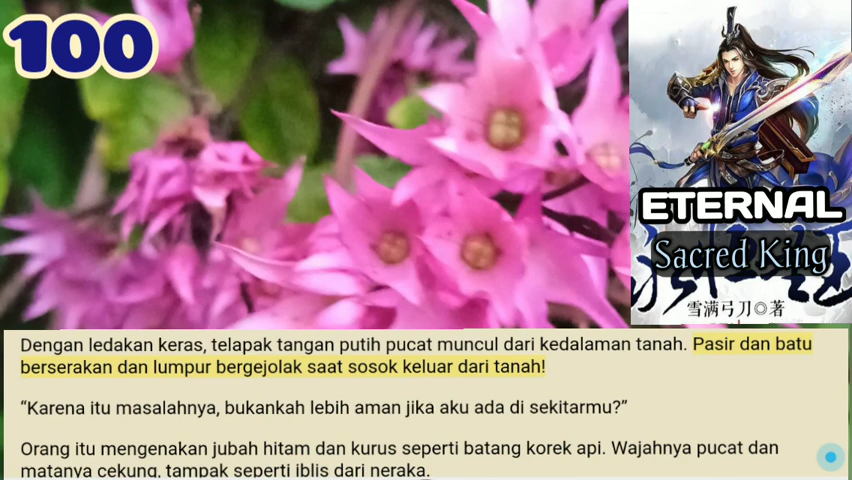 100
ETERNAL
Sacred King
雪满弓刀◎著
Dengan ledakan keras, telapak tangan putih pucat muncul dari kedalaman tanah. Pasir dan batu
berserakan dan lumpur bergejolak saat sosok keluar dari tanah!
“Karena itu masalahnya, bukankah lebih aman jika aku ada di sekitarmu?”
Orang itu mengenakan jubah hitam dan kurus seperti batang korek api. Wajahnya pucat dan
matanya cekung, tampak seperti iblis dari neraka.